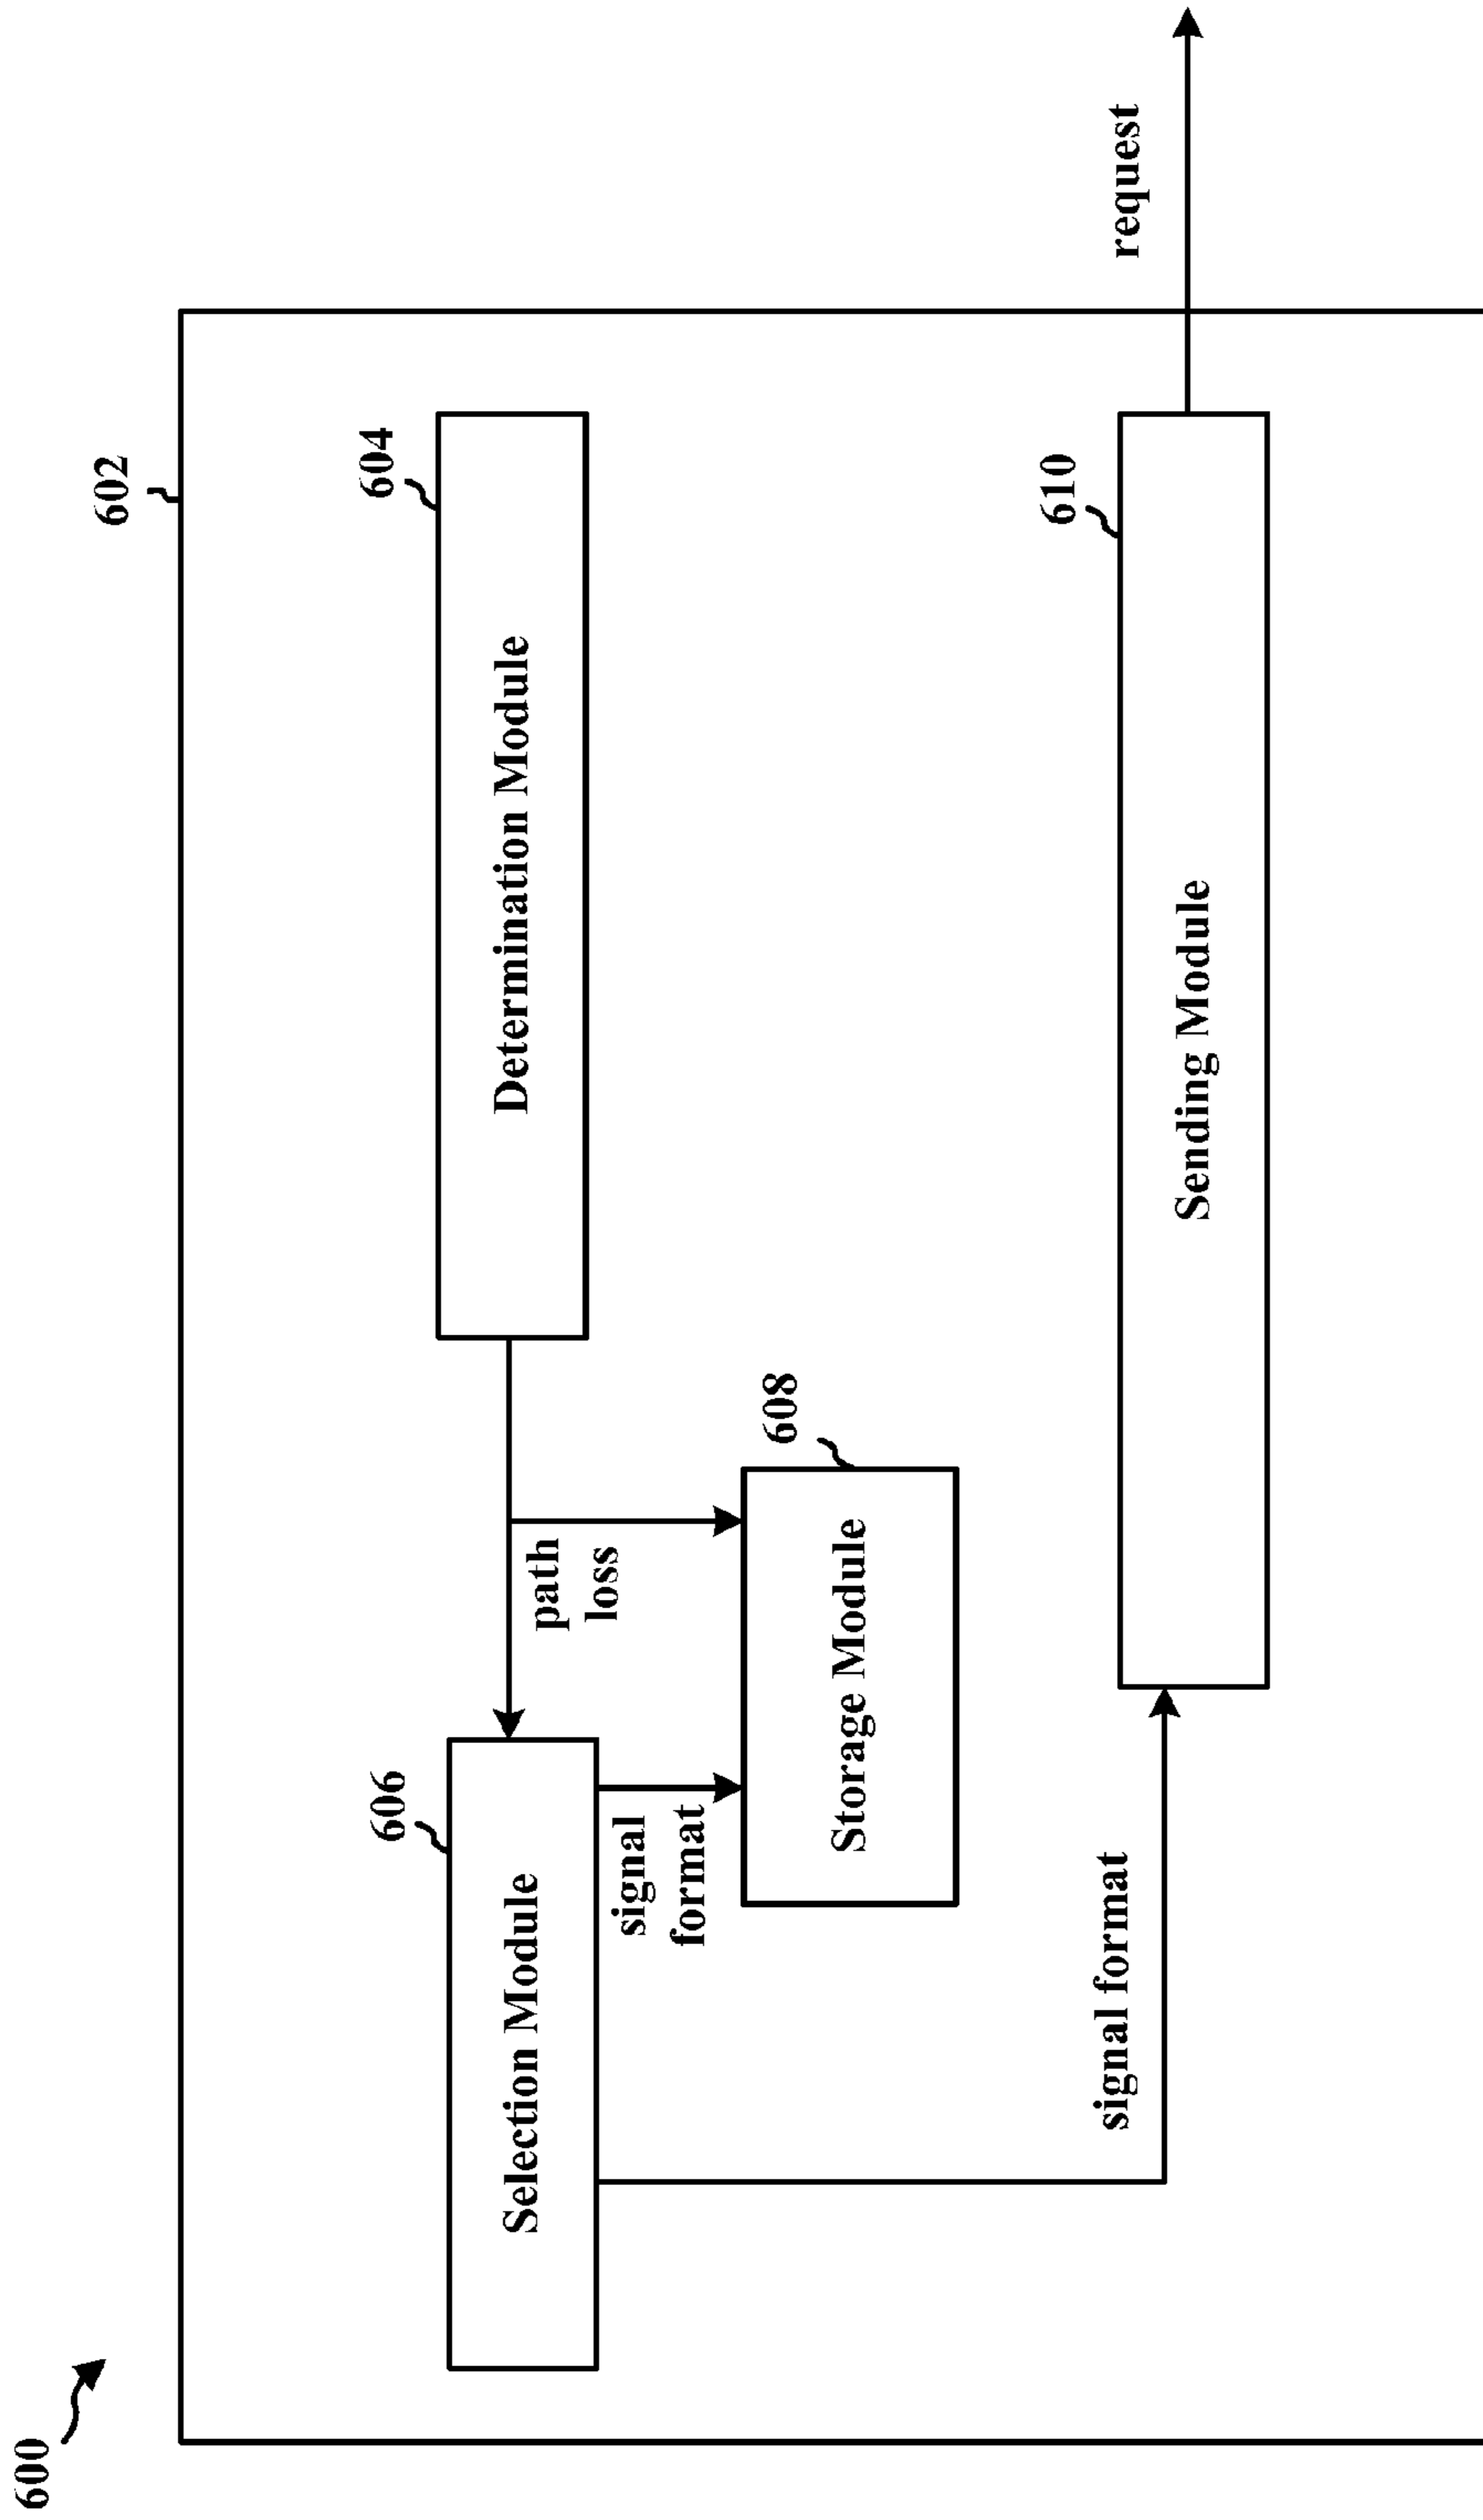 600
602
Selection Module
606
Determination Module
604
path
loss
signal
format
Storage Module
608
signal format
Sending Module
610
request